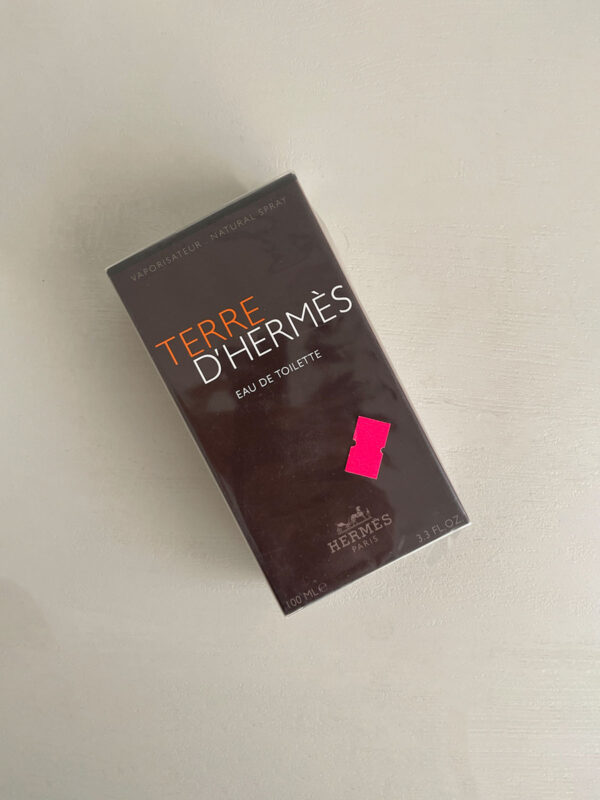 VAPORISATEUR · NATURAL SPRAY
TERRE
D'HERMÈS
EAU DE TOILETTE
HERMÈS
PARIS
100 ML℮
3.3 FL.OZ